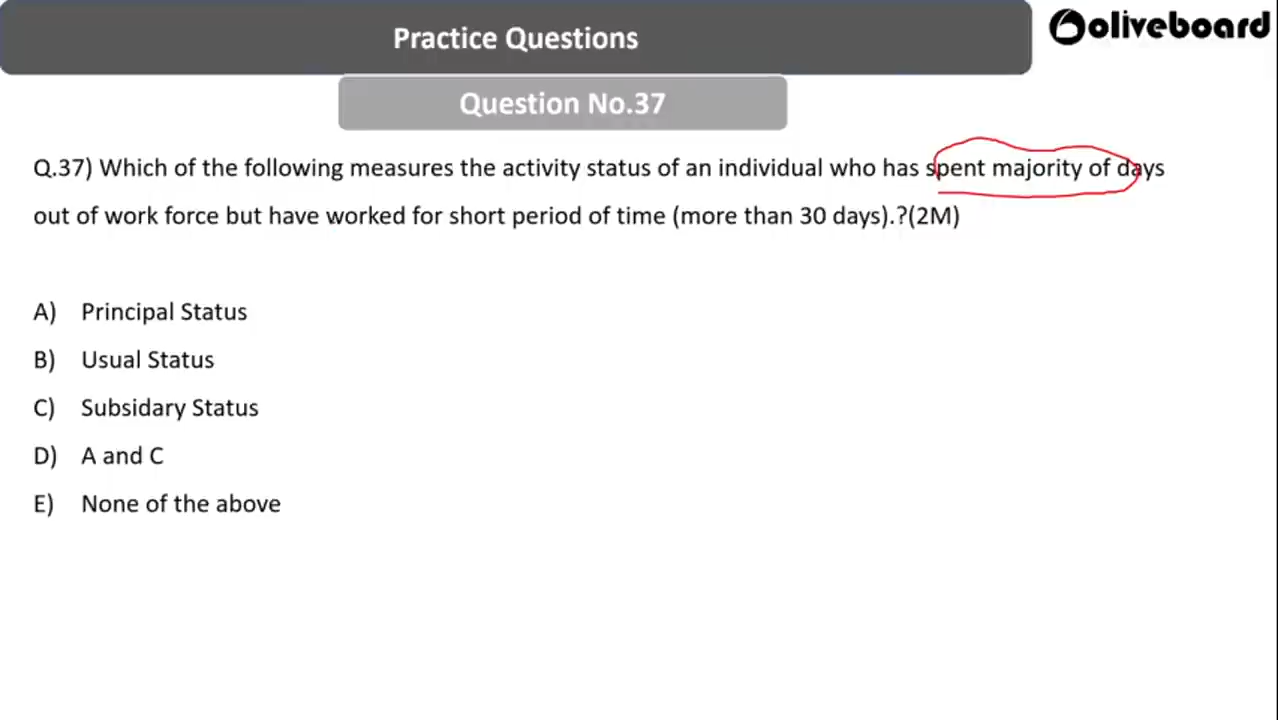 Practice Questions
oliveboard
Question No.37
Q.37) Which of the following measures the activity status of an individual who has spent majority of days
out of work force but have worked for short period of time (more than 30 days).?(2M)
A) Principal Status
B) Usual Status
C) Subsidary Status
D) A and C
E) None of the above